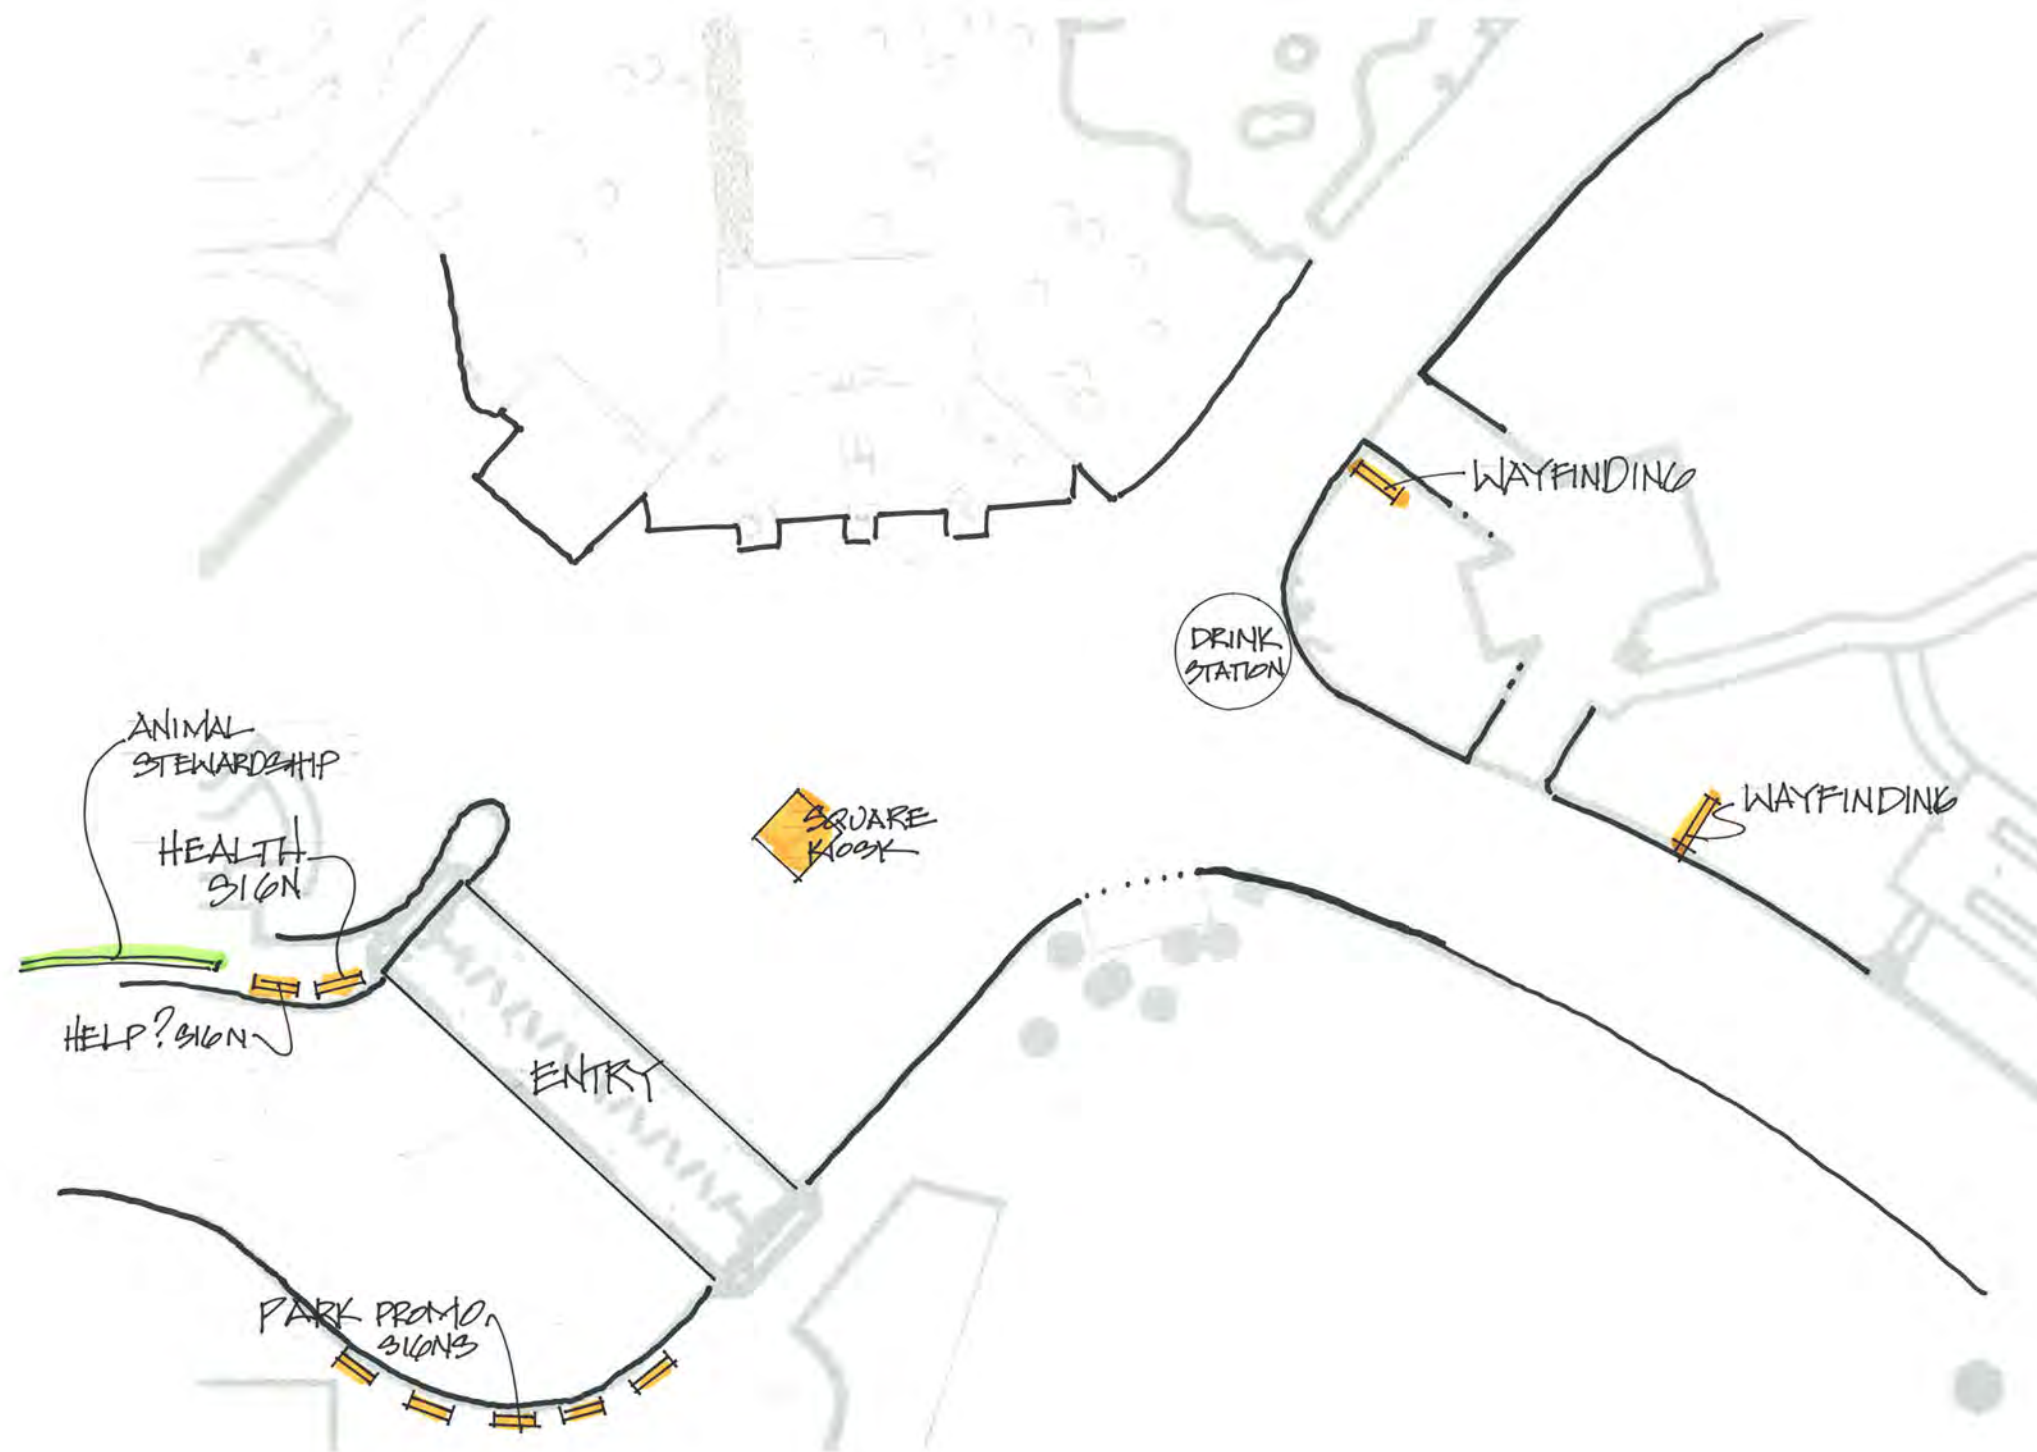 WAYFINDING
DRINK
STATION
ANIMAL
STEWARDSHIP
WAYFINDING
SQUARE
KIOSK
HEALTH
SIGN
HELP? SIGN
ENTRY
PARK PROMO
SIGNS